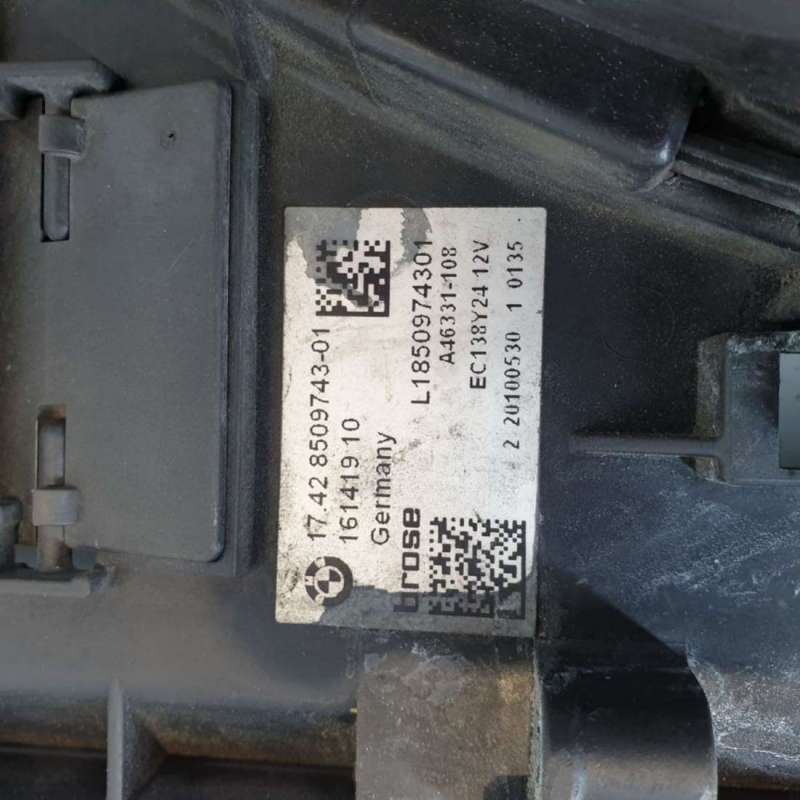 17.42 8509743-01
161419 10
Germany
brose
L1850974301
A46331-108
EC138Y24 12V
2 20100530 1 0135